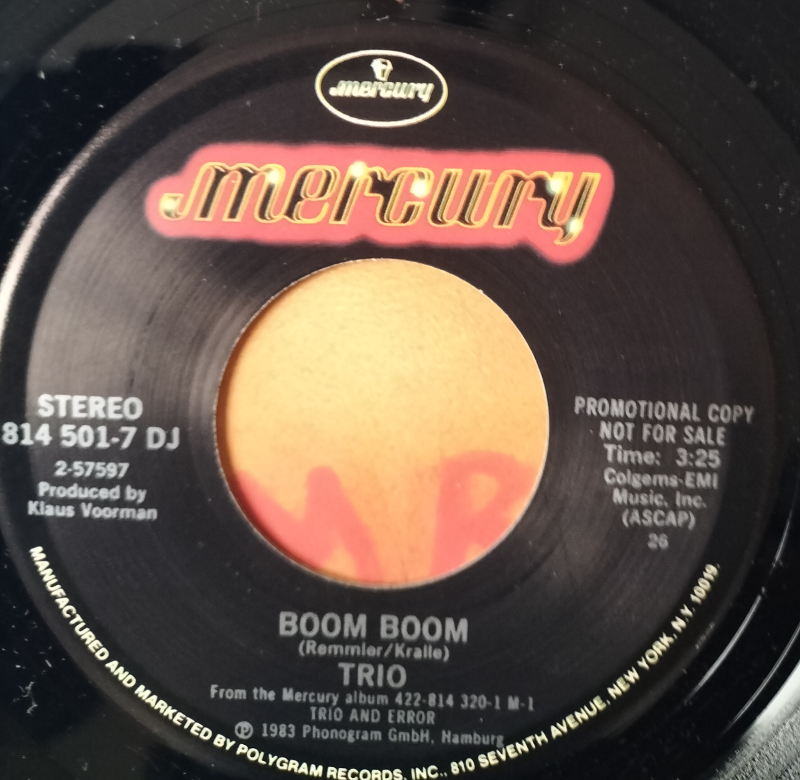 mercury
mercury
STEREO
814 501-7 DJ
2-57597
Produced by
Klaus Voorman
PROMOTIONAL COPY
NOT FOR SALE
Time: 3:25
Colgems-EMI
Music, Inc.
(ASCAP)
26
BOOM BOOM
(Remmler/Kralle)
TRIO
From the Mercury album 422-814 320-1 M-1
TRIO AND ERROR
Ⓟ 1983 Phonogram GmbH, Hamburg
MANUFACTURED AND MARKETED BY POLYGRAM RECORDS, INC., 810 SEVENTH AVENUE, NEW YORK, N.Y. 10019.